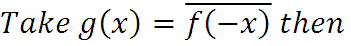 Take g(x) = \overline{f(−x)} then